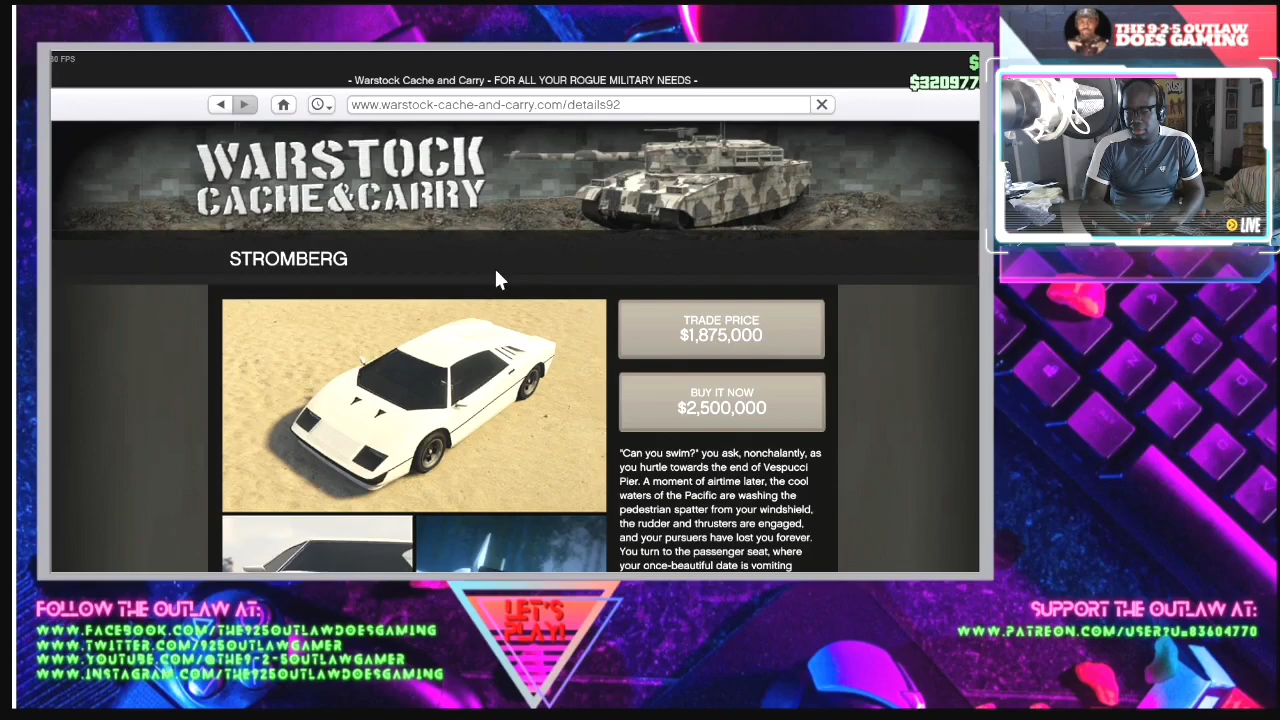 THE 9-2-5 OUTLAW
DOES GAMING
30 FPS
- Warstock Cache and Carry - FOR ALL YOUR ROGUE MILITARY NEEDS -
$
$320977
www.warstock-cache-and-carry.com/details92
WARSTOCK
CACHE&CARRY
LIVE
STROMBERG
TRADE PRICE
$1,875,000
BUY IT NOW
$2,500,000
"Can you swim?" you ask, nonchalantly, as
you hurtle towards the end of Vespucci
Pier. A moment of airtime later, the cool
waters of the Pacific are washing the
pedestrian spatter from your windshield,
the rudder and thrusters are engaged,
and your pursuers have lost you forever.
You turn to the passenger seat, where
your once-beautiful date is vomiting
FOLLOW THE OUTLAW AT:
WWW.FACEBOOK.COM/THE925OUTLAWDOESGAMING
WWW.TWITTER.COM/925OUTLAWGAMER
WWW.YOUTUBE.COM/@THE9-2-5OUTLAWGAMER
WWW.INSTAGRAM.COM/THE925OUTLAWDOESGAMING
LET'S
PLAY!
SUPPORT THE OUTLAW AT:
WWW.PATREON.COM/USER?U=83604770